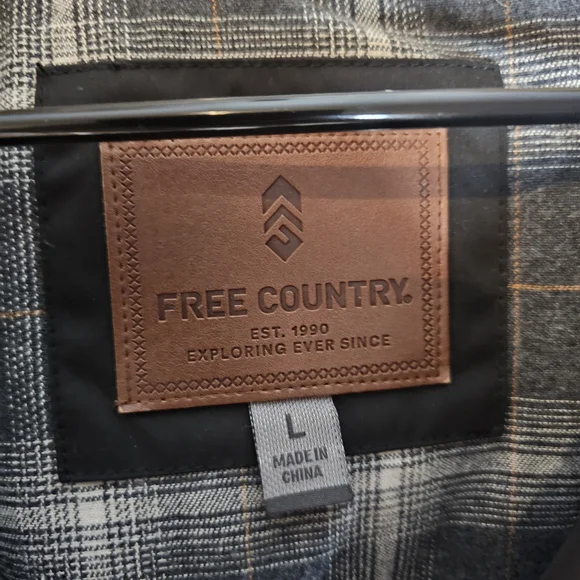 FREE COUNTRY®
EST. 1990
EXPLORING EVER SINCE
L
MADE IN
CHINA